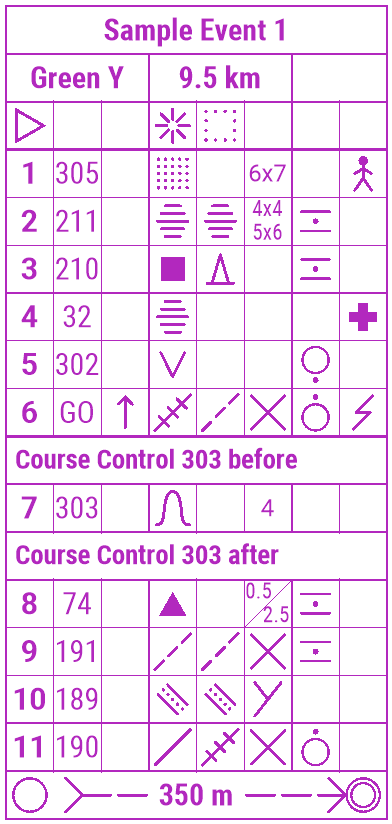 Sample Event 1
Green Y 9.5 km
1 305 6x7
2 211 4x4 5x6
3 210
4 32
5 302
6 GO
Course Control 303 before
7 303 4
Course Control 303 after
8 74 0.5/2.5
9 191
10 189
11 190
350 m